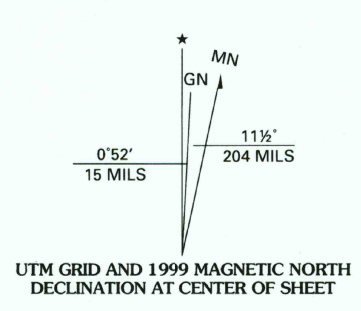 ★
MN
GN
11½°
204 MILS
0°52'
15 MILS
UTM GRID AND 1999 MAGNETIC NORTH
DECLINATION AT CENTER OF SHEET